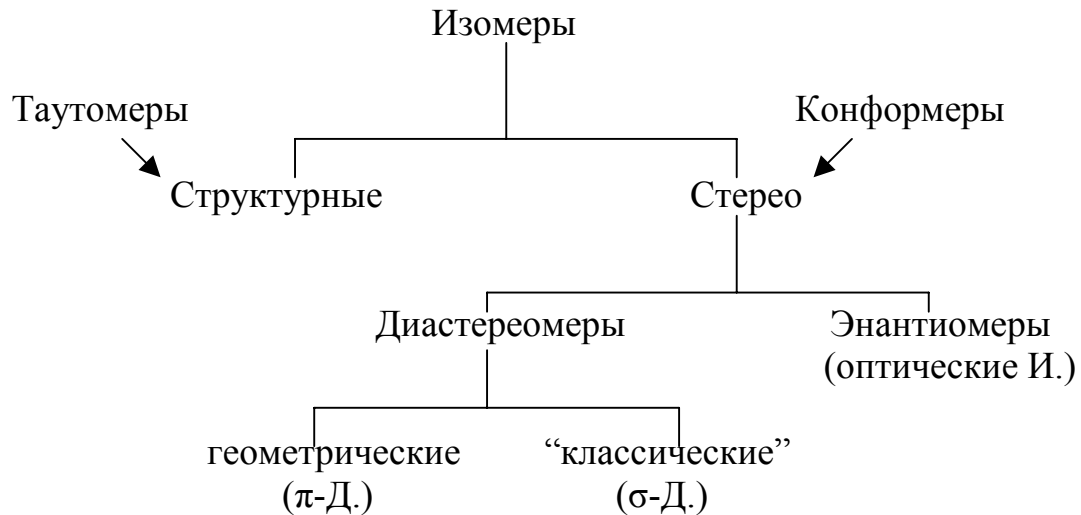 Изомеры
Таутомеры
Конформеры
Структурные
Стерео
Диастереомеры
Энантиомеры
(оптические И.)
геометрические
(π-Д.)
“классические”
(σ-Д.)